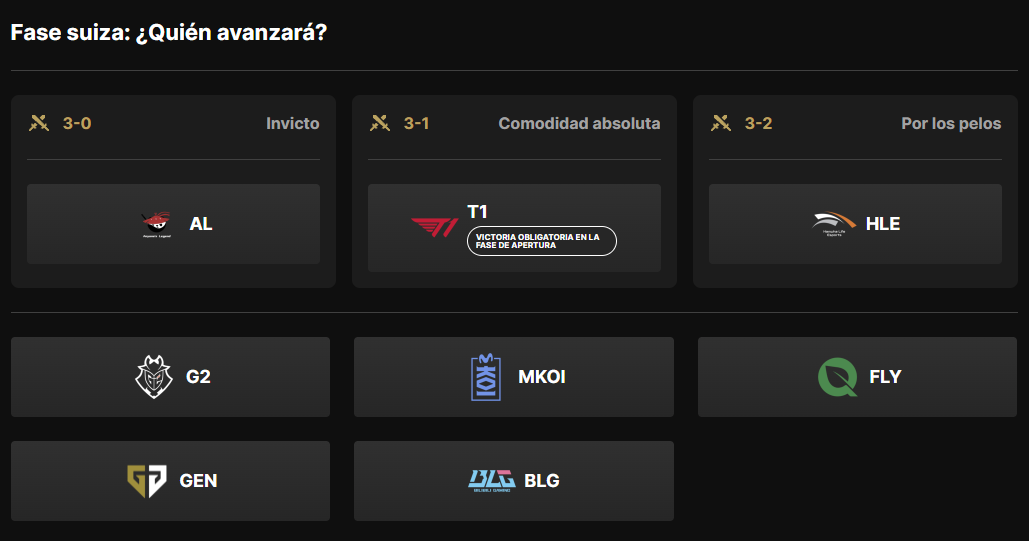 Fase suiza: ¿Quién avanzará?
3-0 Invicto
3-1 Comodidad absoluta
3-2 Por los pelos
AL
T1
VICTORIA OBLIGATORIA EN LA
FASE DE APERTURA
HLE
G2
MKOI
FLY
GEN
BLG
BLG